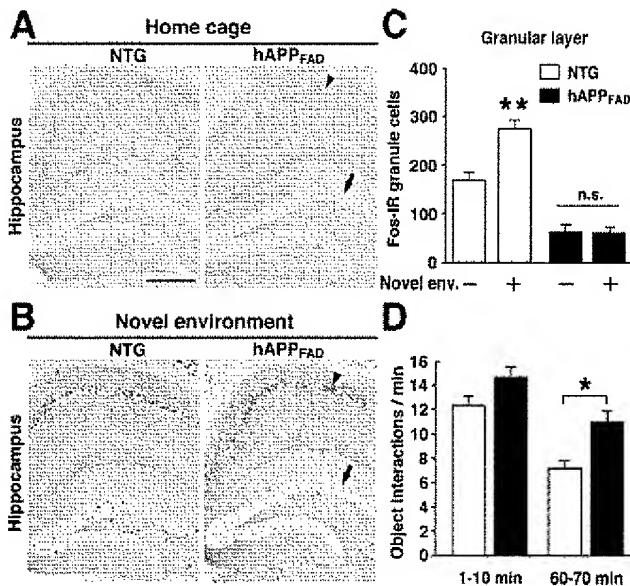 A
Home cage
NTG hAPPFAD
Hippocampus
B
Novel environment
NTG hAPPFAD
Hippocampus
C
Granular layer
NTG
hAPPFAD
Fos-IR granule cells
400
300
200
100
0
**
n.s.
Novel env. − + − +
D
Object interactions / min
16
14
12
10
8
6
4
2
0
*
1-10 min 60-70 min